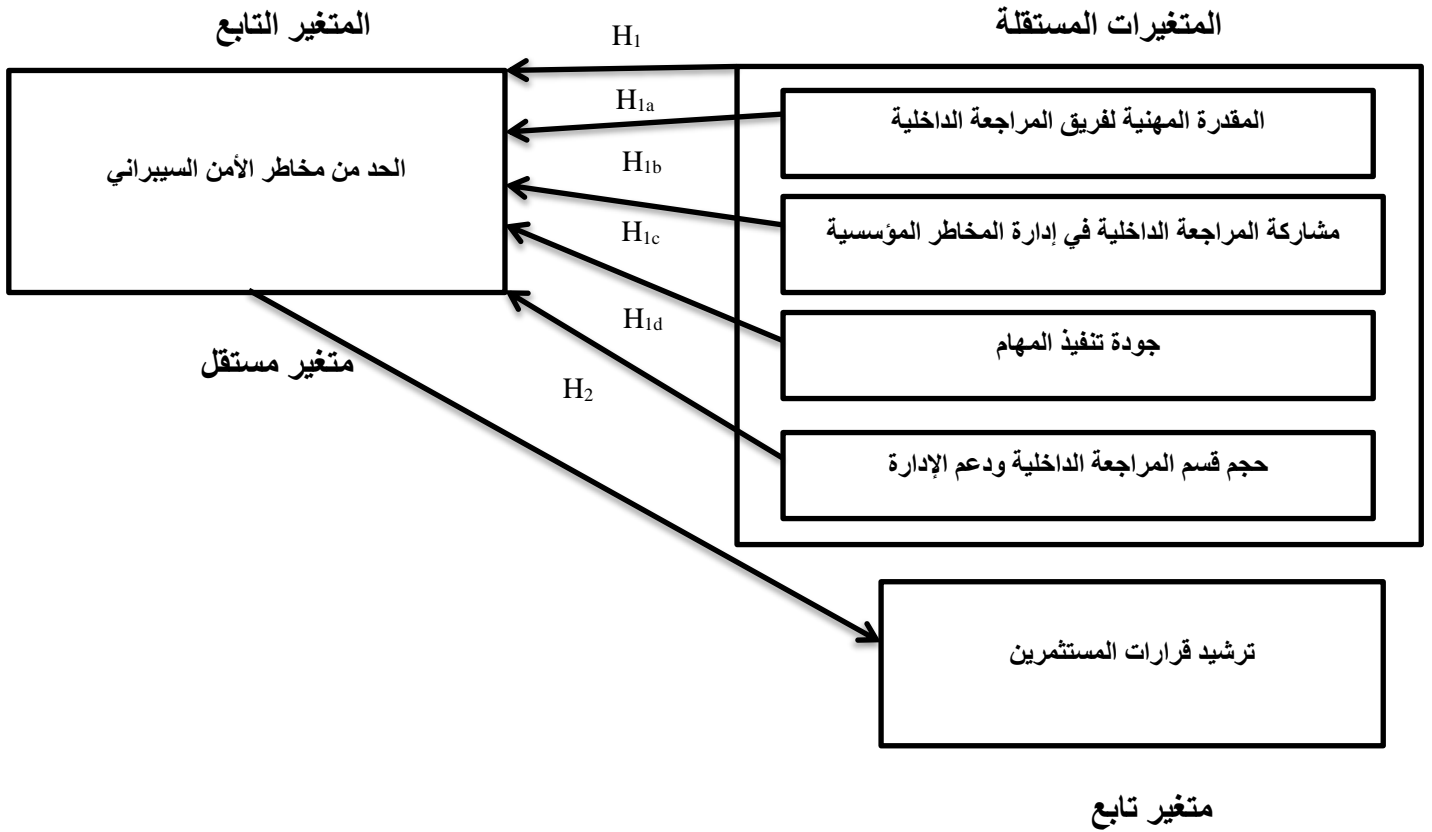 المتغيرات المستقلة
المتغير التابع
H1
المقدرة المهنية لفريق المراجعة الداخلية
H1a
الحد من مخاطر الأمن السيبراني
H1b
مشاركة المراجعة الداخلية في إدارة المخاطر المؤسسية
H1c
جودة تنفيذ المهام
H1d
متغير مستقل
H2
حجم قسم المراجعة الداخلية ودعم الإدارة
ترشيد قرارات المستثمرين
متغير تابع